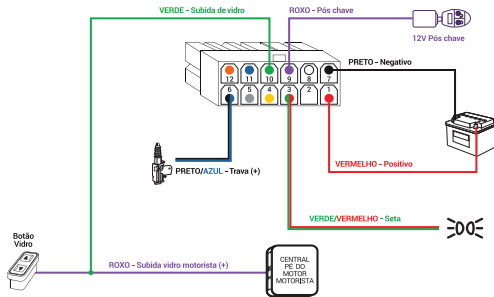 VERDE - Subida de vidro
ROXO - Pós chave
12V Pós chave
PRETO - Negativo
12 11 10 9 8 7
6 5 4 3 2 1
PRETO/AZUL - Trava (+)
VERMELHO - Positivo
VERDE/VERMELHO - Seta
Botão
Vidro
ROXO - Subida vidro motorista (+)
CENTRAL
PÉ DO
MOTOR
MOTORISTA